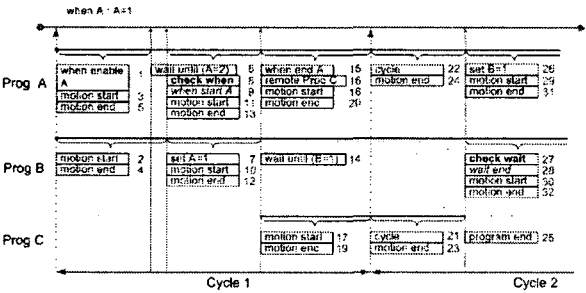 when A : A=1
Prog A
when enable A 1
motion start 3
motion end 5
wait until (A=2) 6
check when 8
when start A 9
motion start 11
motion end 13
when end A 15
remote Prog C 16
motion start 18
motion end 20
cycle 22
motion end 24
set B=1 26
motion start 29
motion end 31
Prog B
motion start 2
motion end 4
set A=1 7
motion start 10
motion end 12
wait until (B=1) 14
check wait 27
wait end 28
motion start 30
motion end 32
Prog C
motion start 17
motion end 19
cycle 21
motion end 23
program end 25
Cycle 1
Cycle 2